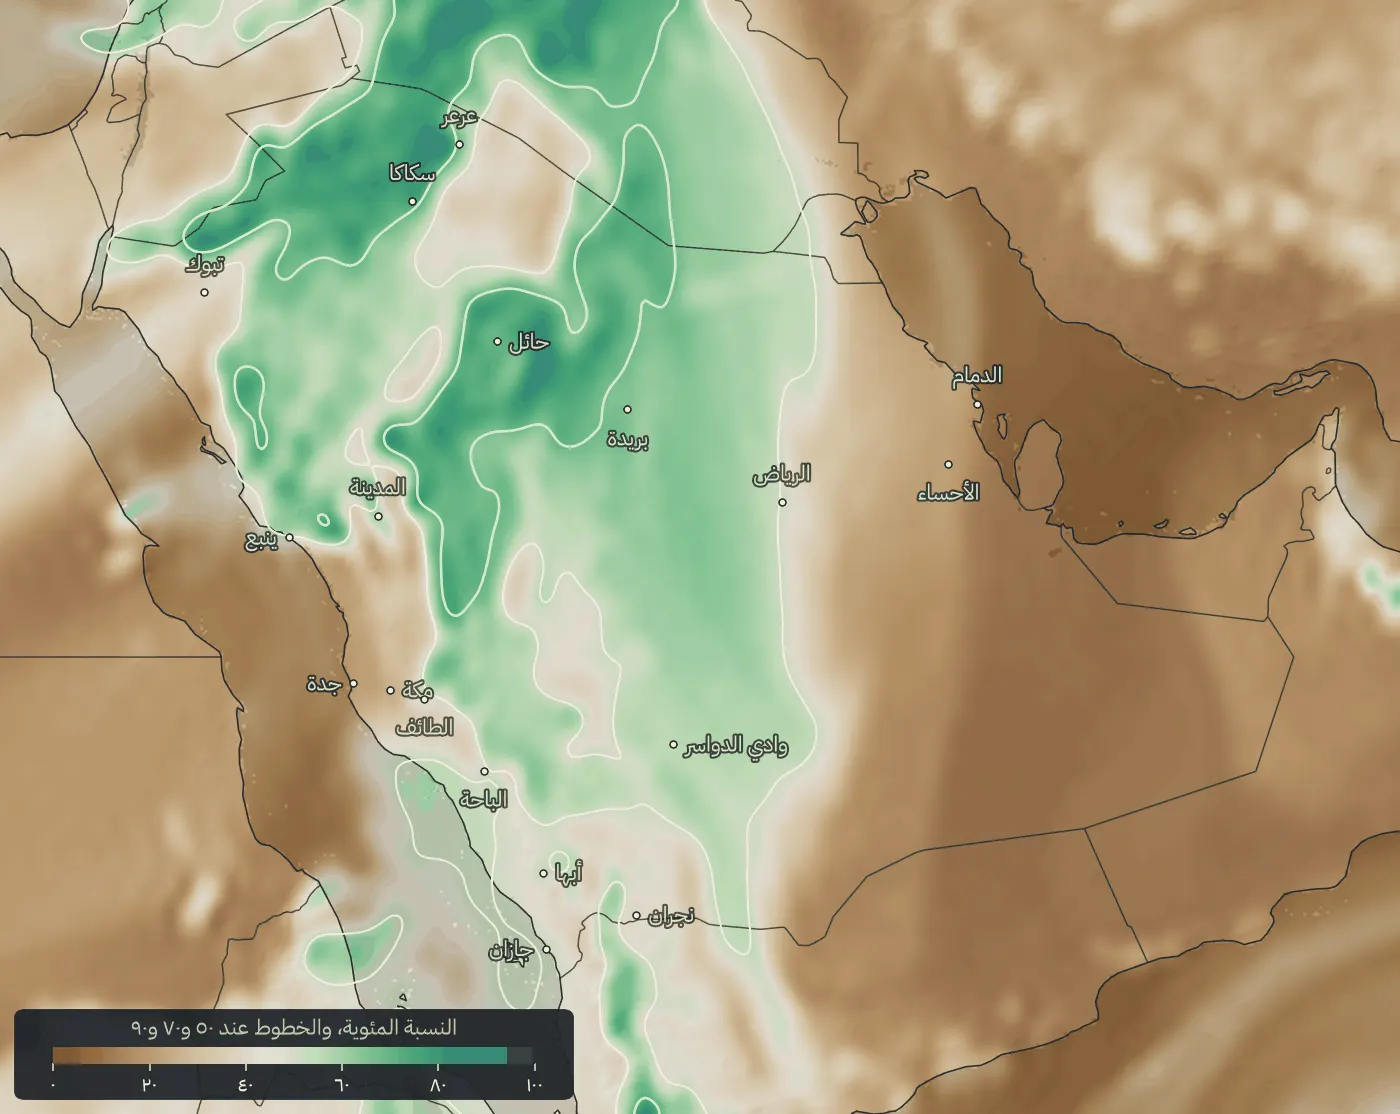 عرعر
سكاكا
تبوك
حائل
الدمام
بريدة
الرياض
الأحساء
المدينة
ينبع
جدة
مكة
الطائف
وادي الدواسر
الباحة
أبها
نجران
جازان
النسبة المئوية، والخطوط عند ٥٠ و٧٠ و٩٠
٠ ٢٠ ٤٠ ٦٠ ٨٠ ١٠٠